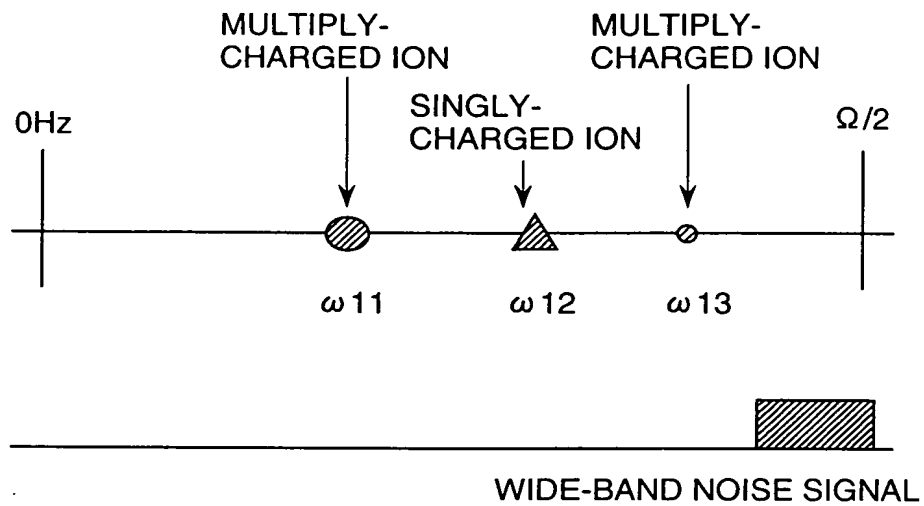 MULTIPLY-
CHARGED ION
MULTIPLY-
CHARGED ION
SINGLY-
CHARGED ION
0Hz
Ω/2
ω11
ω12
ω13
WIDE-BAND NOISE SIGNAL